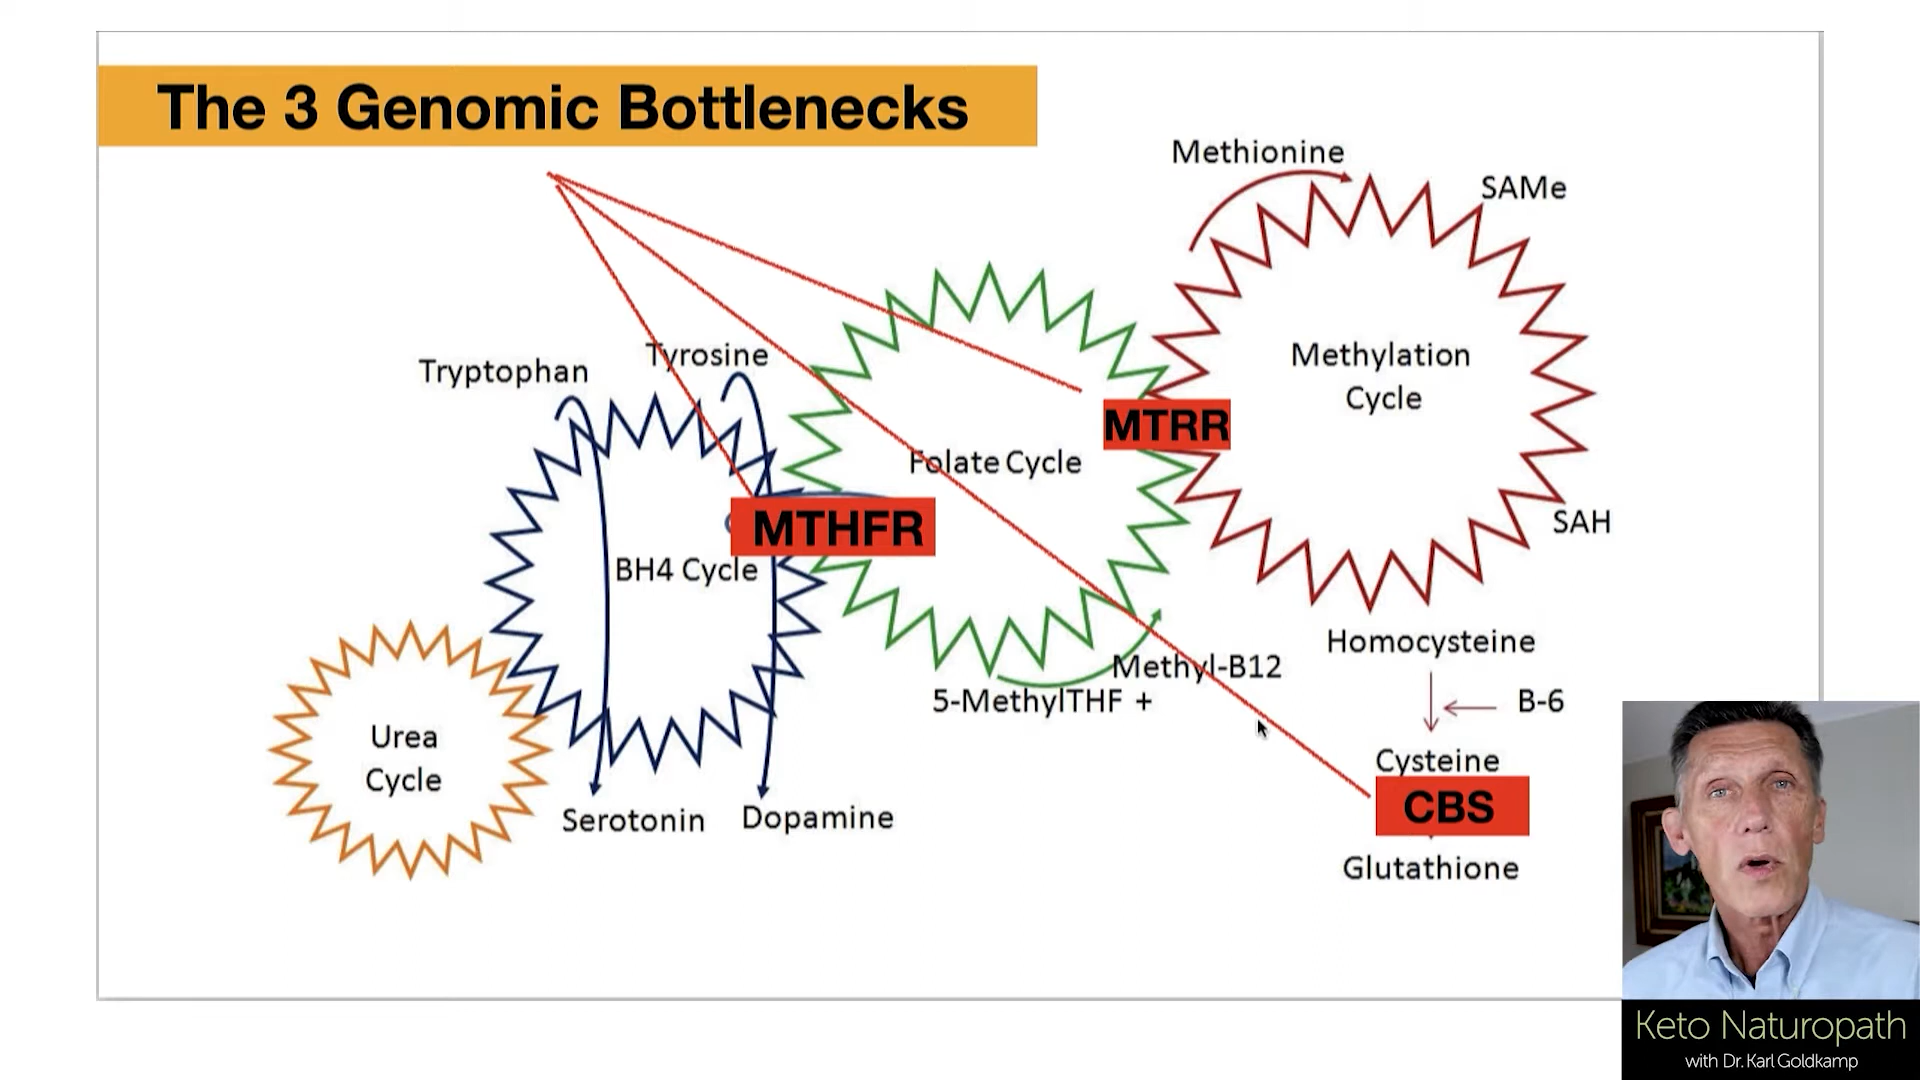 The 3 Genomic Bottlenecks
Methionine
SAMe
Methylation
Cycle
Tyrosine
Tryptophan
MTRR
Folate Cycle
MTHFR
SAH
BH4 Cycle
Homocysteine
Methyl-B12
5-MethylTHF +
B-6
Urea
Cycle
Cysteine
CBS
Serotonin
Dopamine
Glutathione
Keto Naturopath
with Dr. Karl Goldkamp